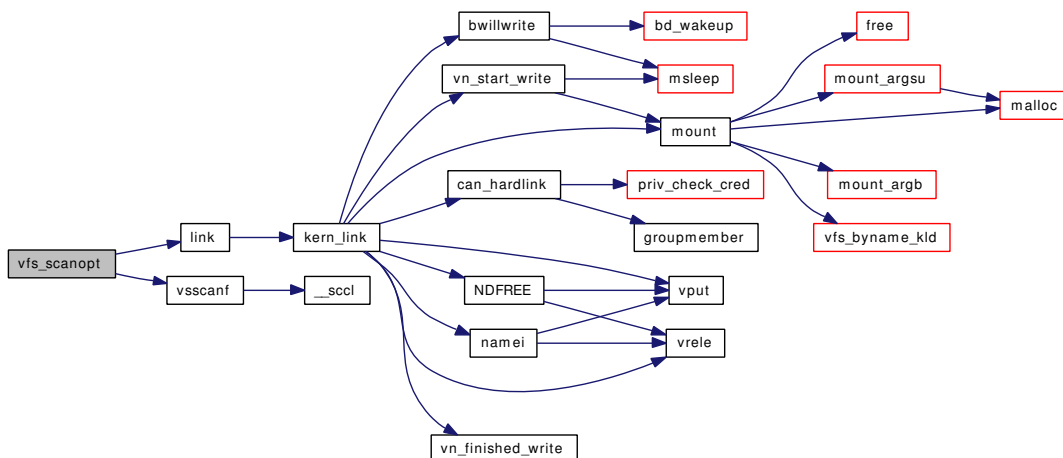 bwillwrite
bd_wakeup
free
vn_start_write
msleep
mount_argsu
malloc
mount
can_hardlink
priv_check_cred
mount_argb
link
kern_link
groupmember
vfs_byname_kld
vfs_scanopt
vsscanf
__sccl
NDFREE
vput
namei
vrele
vn_finished_write